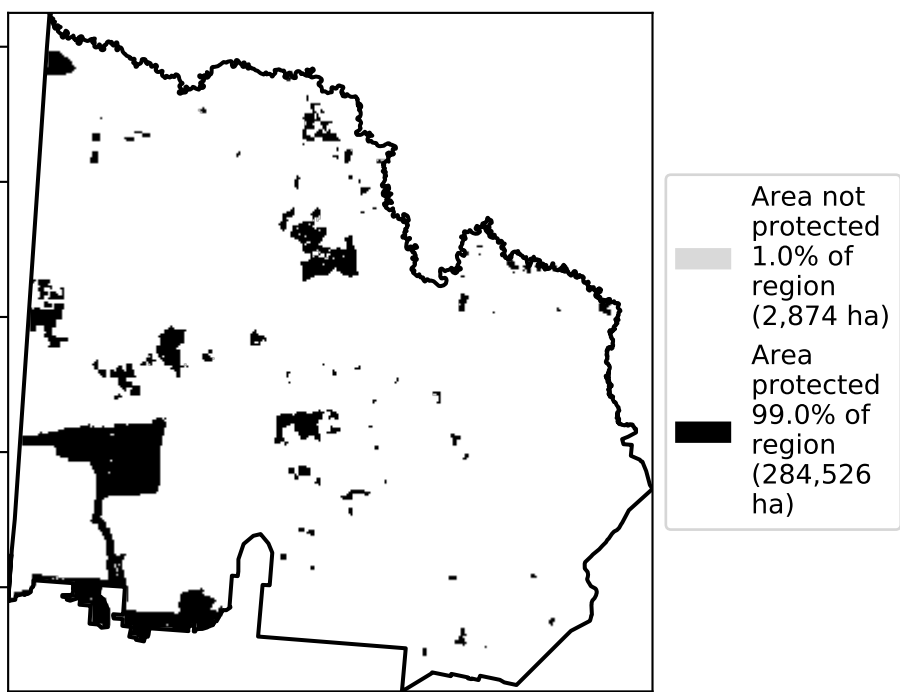 Area not
protected
1.0% of
region
(2,874 ha)
Area
protected
99.0% of
region
(284,526
ha)